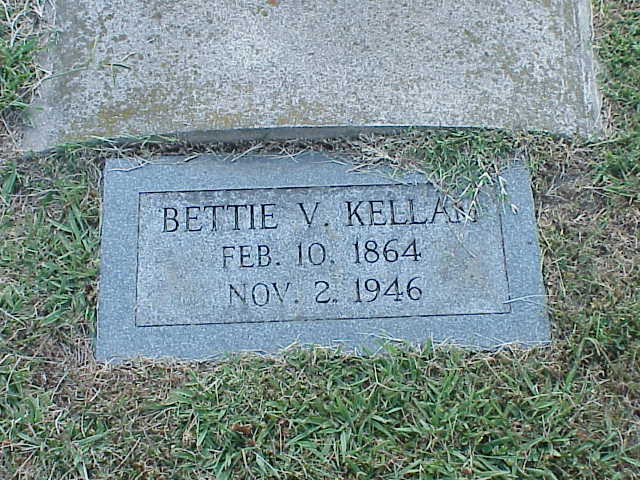 BETTIE V. KELLAM
FEB. 10. 1864
NOV. 2. 1946